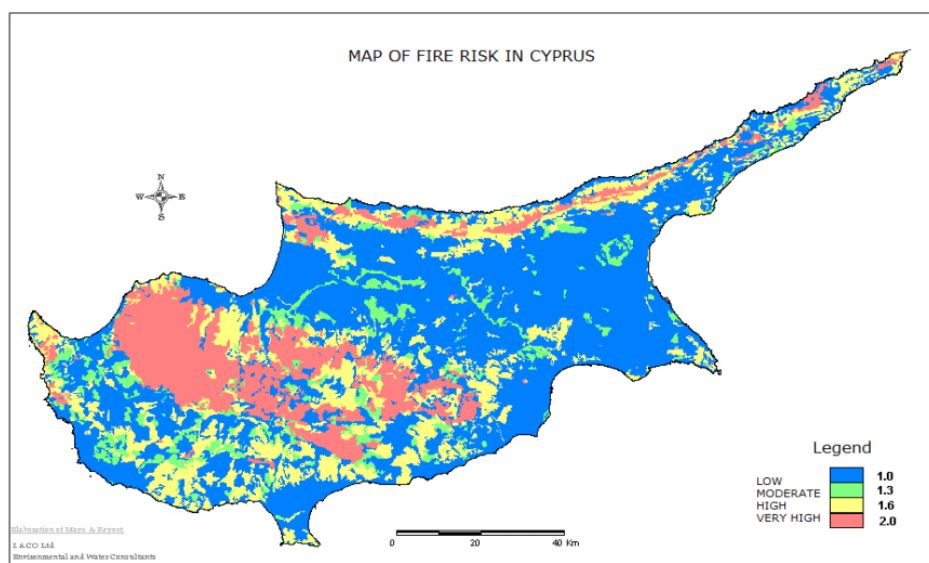 MAP OF FIRE RISK IN CYPRUS
N
W E
S
Legend
LOW 1.0
MODERATE 1.3
HIGH 1.6
VERY HIGH 2.0
Elaboration of Maps & Report
I.A.CO Ltd
Environmental and Water Consultants
0 20 40 Km